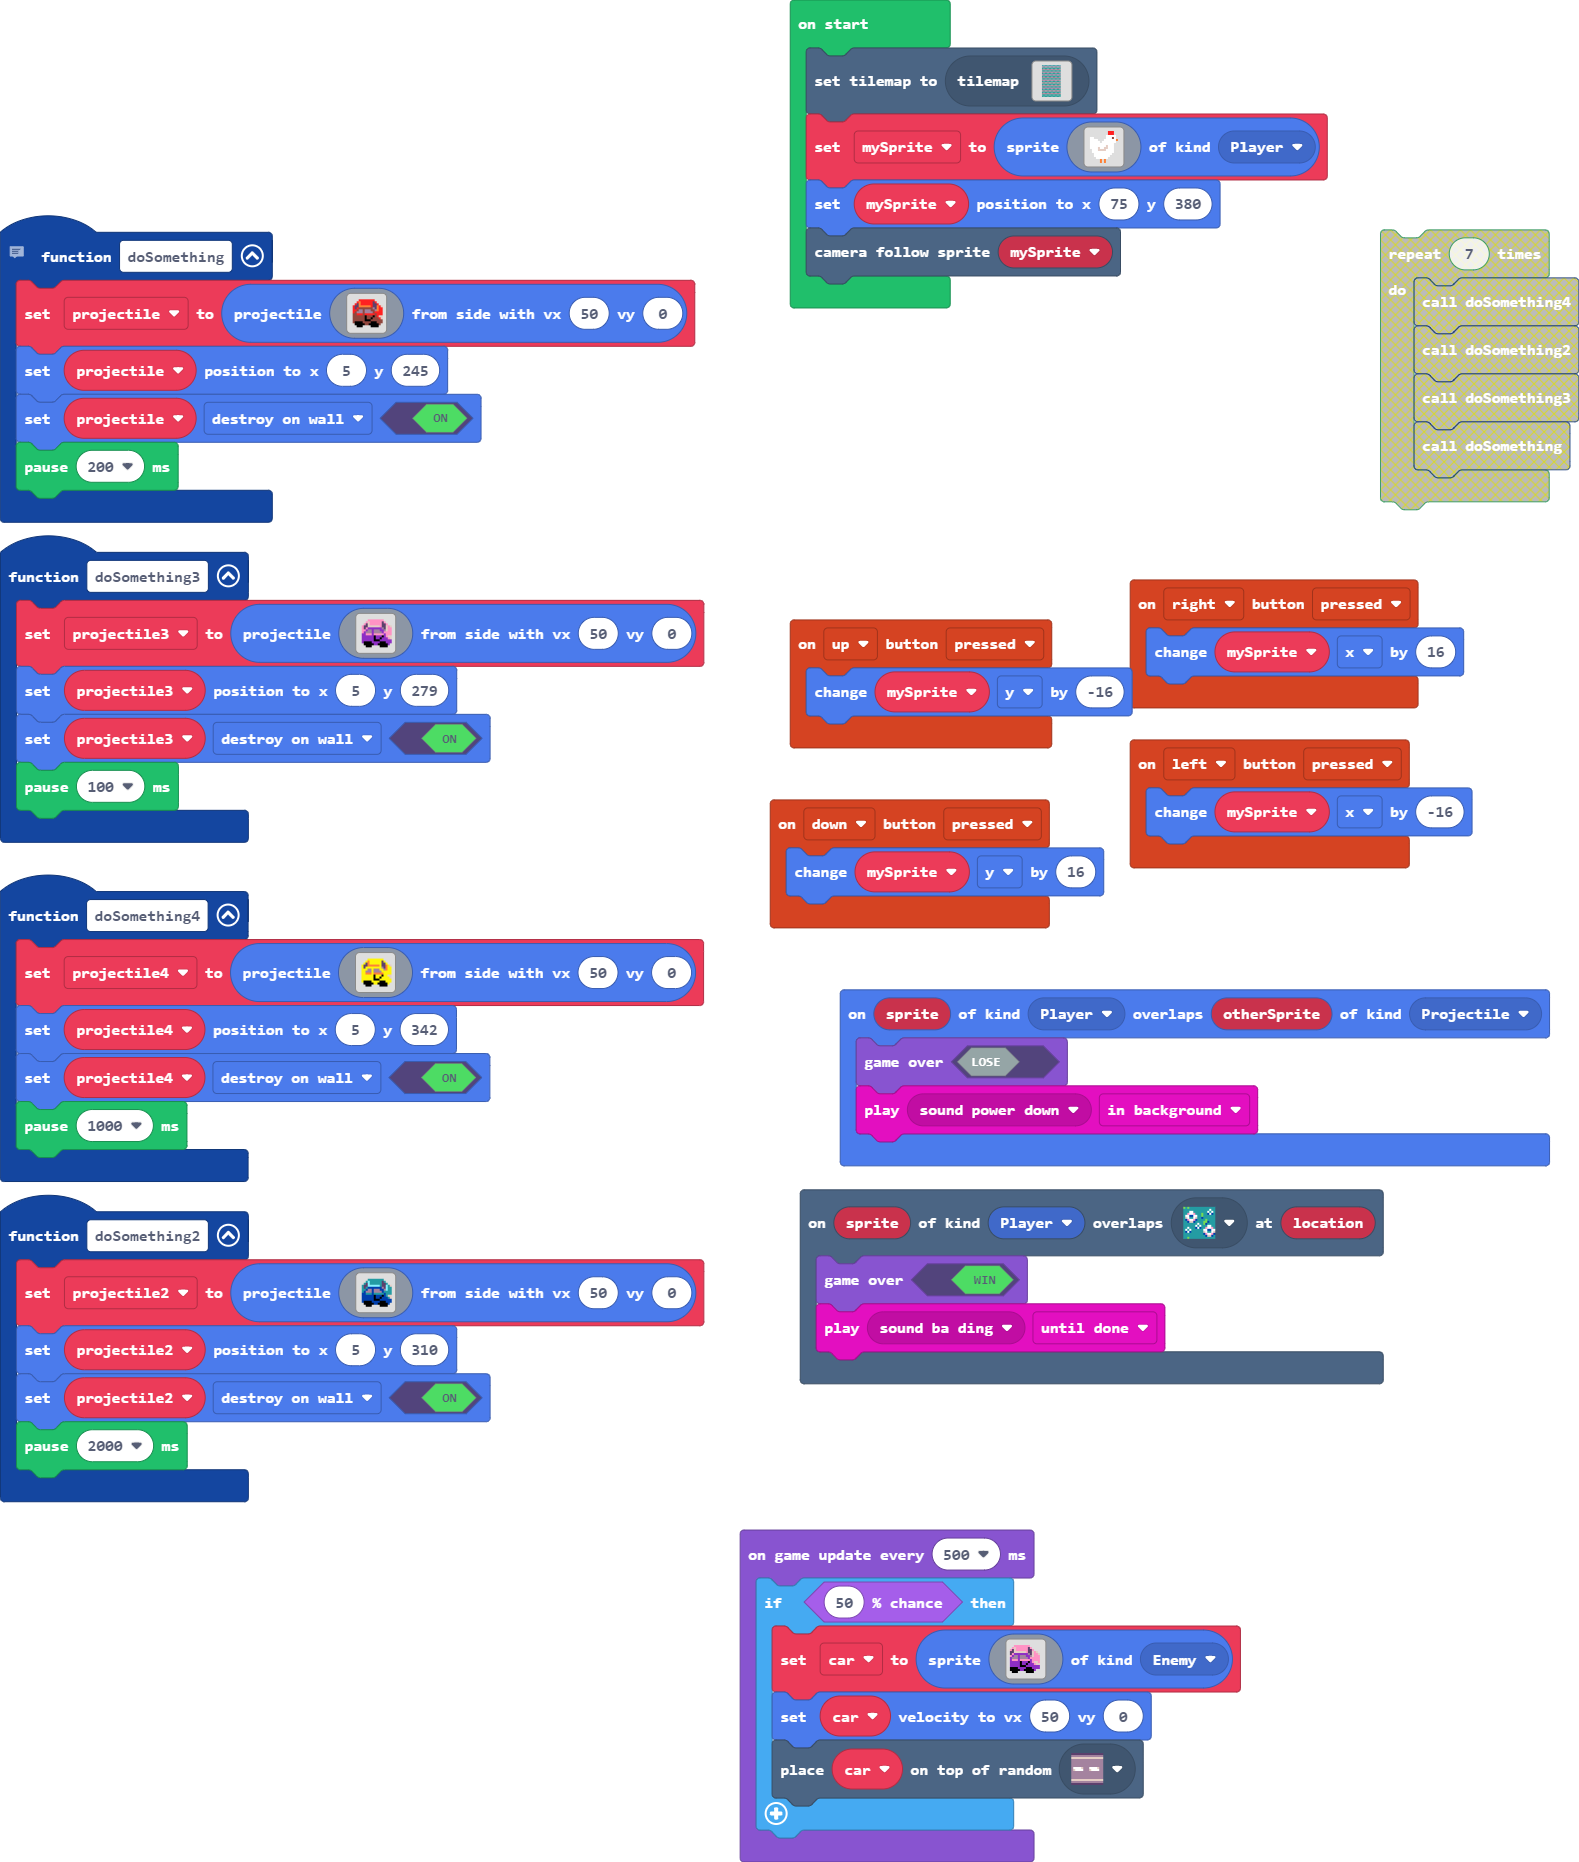 on start
set tilemap to tilemap
set mySprite to sprite of kind Player
set mySprite position to x 75 y 380
camera follow sprite mySprite
function doSomething
set projectile to projectile from side with vx 50 vy 0
set projectile position to x 5 y 245
set projectile destroy on wall ON
pause 200 ms
repeat 7 times
do
call doSomething4
call doSomething2
call doSomething3
call doSomething
function doSomething3
set projectile3 to projectile from side with vx 50 vy 0
set projectile3 position to x 5 y 279
set projectile3 destroy on wall ON
pause 100 ms
on up button pressed
change mySprite y by -16
on right button pressed
change mySprite x by 16
on down button pressed
change mySprite y by 16
on left button pressed
change mySprite x by -16
function doSomething4
set projectile4 to projectile from side with vx 50 vy 0
set projectile4 position to x 5 y 342
set projectile4 destroy on wall ON
pause 1000 ms
on sprite of kind Player overlaps otherSprite of kind Projectile
game over LOSE
play sound power down in background
function doSomething2
set projectile2 to projectile from side with vx 50 vy 0
set projectile2 position to x 5 y 310
set projectile2 destroy on wall ON
pause 2000 ms
on sprite of kind Player overlaps at location
game over WIN
play sound ba ding until done
on game update every 500 ms
if 50 % chance then
set car to sprite of kind Enemy
set car velocity to vx 50 vy 0
place car on top of random